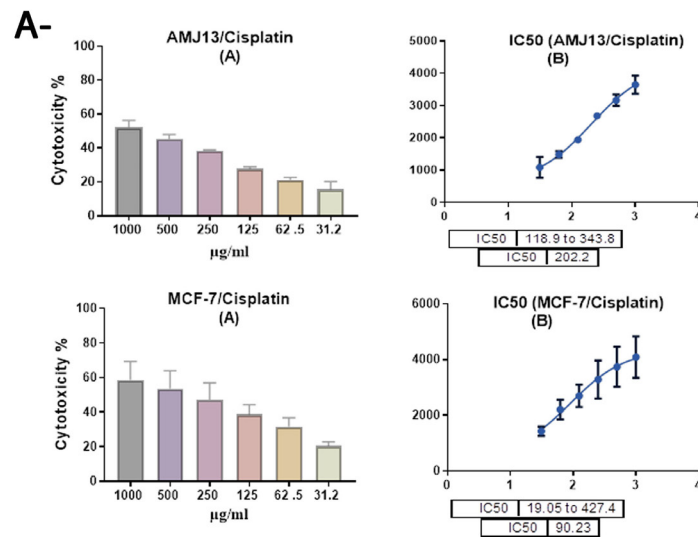 A-
AMJ13/Cisplatin
(A)
Cytotoxicity %
100
80
60
40
20
0
1000 500 250 125 62 .5 31.2
µg/ml
IC50 (AMJ13/Cisplatin)
(B)
5000
4000
3000
2000
1000
0
0 1 2 3 4
IC50 118.9 to 343.8
IC50 202.2
MCF-7/Cisplatin
(A)
Cytotoxicity %
100
80
60
40
20
0
1000 500 250 125 62 .5 31.2
µg/ml
IC50 (MCF-7/Cisplatin)
(B)
6000
4000
2000
0
0 1 2 3 4
IC50 19.05 to 427.4
IC50 90.23